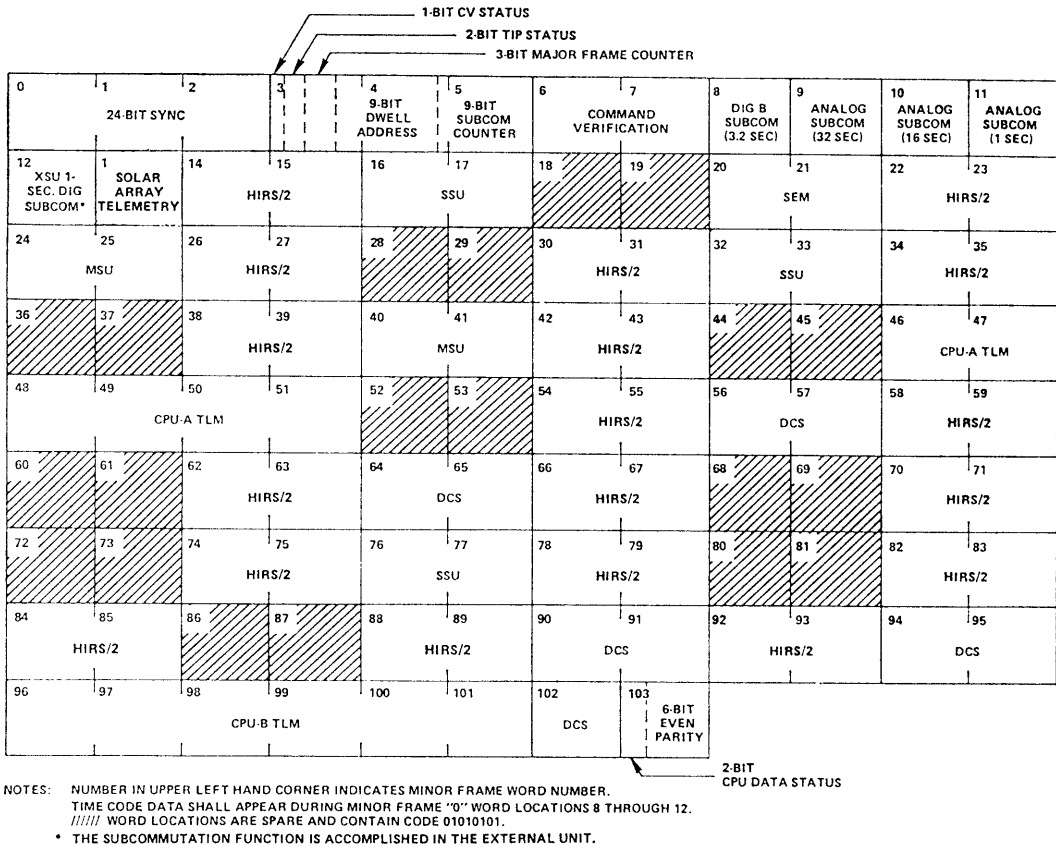 1-BIT CV STATUS
2-BIT TIP STATUS
3-BIT MAJOR FRAME COUNTER
0 1 2 3 4 5 6 7 8 9 10 11
24-BIT SYNC
9-BIT DWELL ADDRESS
9-BIT SUBCOM COUNTER
COMMAND VERIFICATION
DIG B SUBCOM (3.2 SEC)
ANALOG SUBCOM (32 SEC)
ANALOG SUBCOM (16 SEC)
ANALOG SUBCOM (1 SEC)
12 1 14 15 16 17 18 19 20 21 22 23
XSU 1-SEC. DIG SUBCOM*
SOLAR ARRAY TELEMETRY
HIRS/2 SSU SEM HIRS/2
24 25 26 27 28 29 30 31 32 33 34 35
MSU HIRS/2 HIRS/2 SSU HIRS/2
36 37 38 39 40 41 42 43 44 45 46 47
HIRS/2 MSU HIRS/2 CPU-A TLM
48 49 50 51 52 53 54 55 56 57 58 59
CPU-A TLM HIRS/2 DCS HIRS/2
60 61 62 63 64 65 66 67 68 69 70 71
HIRS/2 DCS HIRS/2 HIRS/2
72 73 74 75 76 77 78 79 80 81 82 83
HIRS/2 SSU HIRS/2 HIRS/2
84 85 86 87 88 89 90 91 92 93 94 95
HIRS/2 HIRS/2 DCS HIRS/2 DCS
96 97 98 99 100 101 102 103
CPU-B TLM DCS
6-BIT EVEN PARITY
2-BIT
CPU DATA STATUS
NOTES: NUMBER IN UPPER LEFT HAND CORNER INDICATES MINOR FRAME WORD NUMBER.
TIME CODE DATA SHALL APPEAR DURING MINOR FRAME "0" WORD LOCATIONS 8 THROUGH 12.
////// WORD LOCATIONS ARE SPARE AND CONTAIN CODE 01010101.
* THE SUBCOMMUTATION FUNCTION IS ACCOMPLISHED IN THE EXTERNAL UNIT.